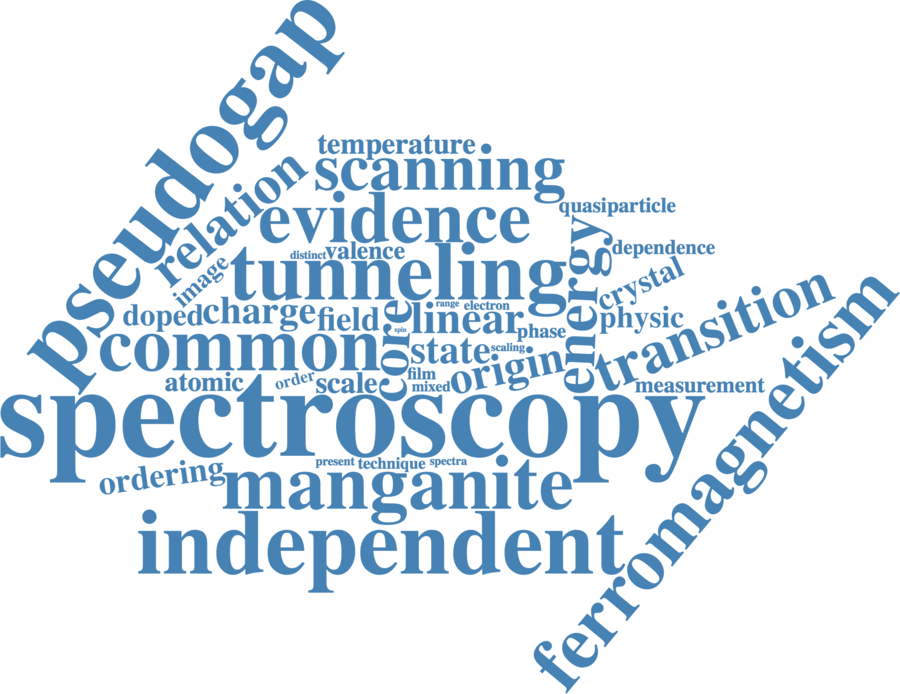 pseudogap
temperature
scanning
relation
quasiparticle
evidence
dependence
distinct
valence
energy
image
tunneling
crystal
transition
range
electron
doped
charge
field
core
linear
physic
spin
phase
common
state
scaling
origin
ferromagnetism
film
atomic
order
scale
mixed
measurement
spectroscopy
ordering
present
technique
spectra
manganite
independent